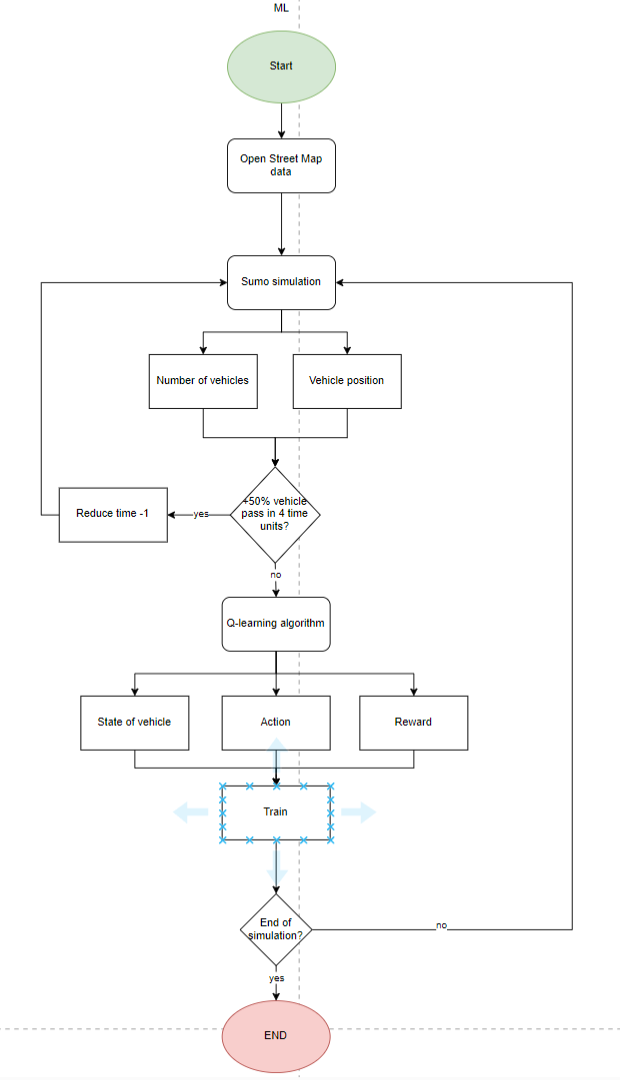 ML
Start
Open Street Map
data
Sumo simulation
Number of vehicles
Vehicle position
+50% vehicle
pass in 4 time
units?
yes
Reduce time -1
no
Q-learning algorithm
State of vehicle
Action
Reward
Train
End of
simulation?
no
yes
END